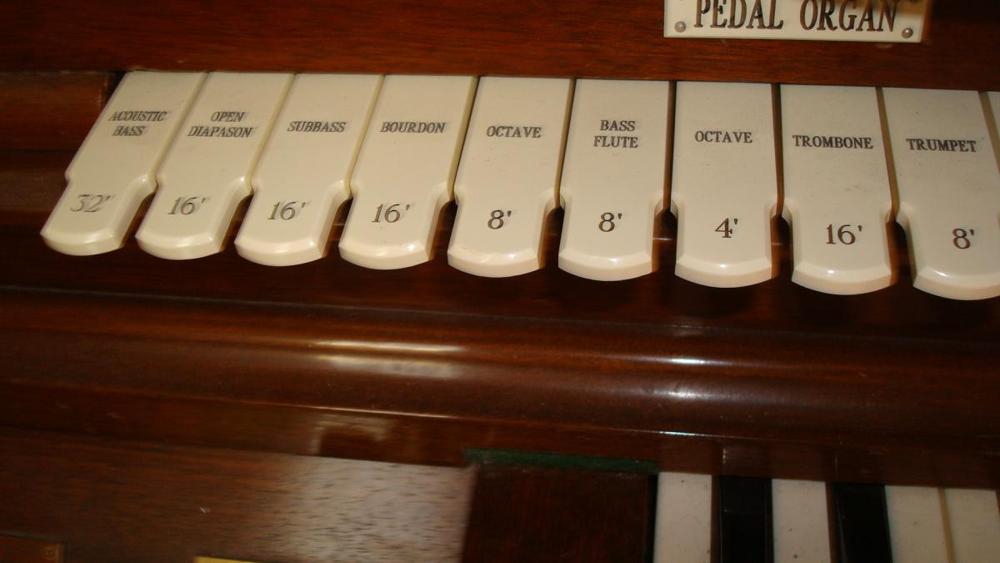 PEDAL ORGAN
ACOUSTIC
BASS
32'
OPEN
DIAPASON
16'
SUBBASS
16'
BOURDON
16'
OCTAVE
8'
BASS
FLUTE
8'
OCTAVE
4'
TROMBONE
16'
TRUMPET
8'